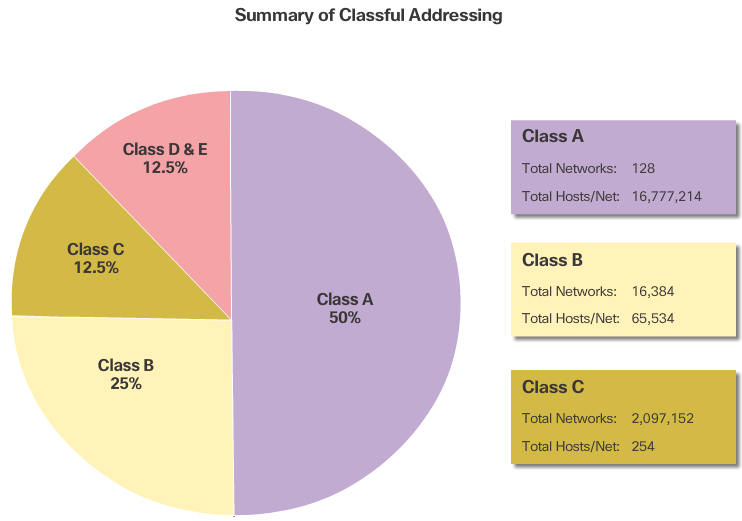 Summary of Classful Addressing
Class D & E
12.5%
Class C
12.5%
Class A
50%
Class B
25%
Class A
Total Networks: 128
Total Hosts/Net: 16,777,214
Class B
Total Networks: 16,384
Total Hosts/Net: 65,534
Class C
Total Networks: 2,097,152
Total Hosts/Net: 254